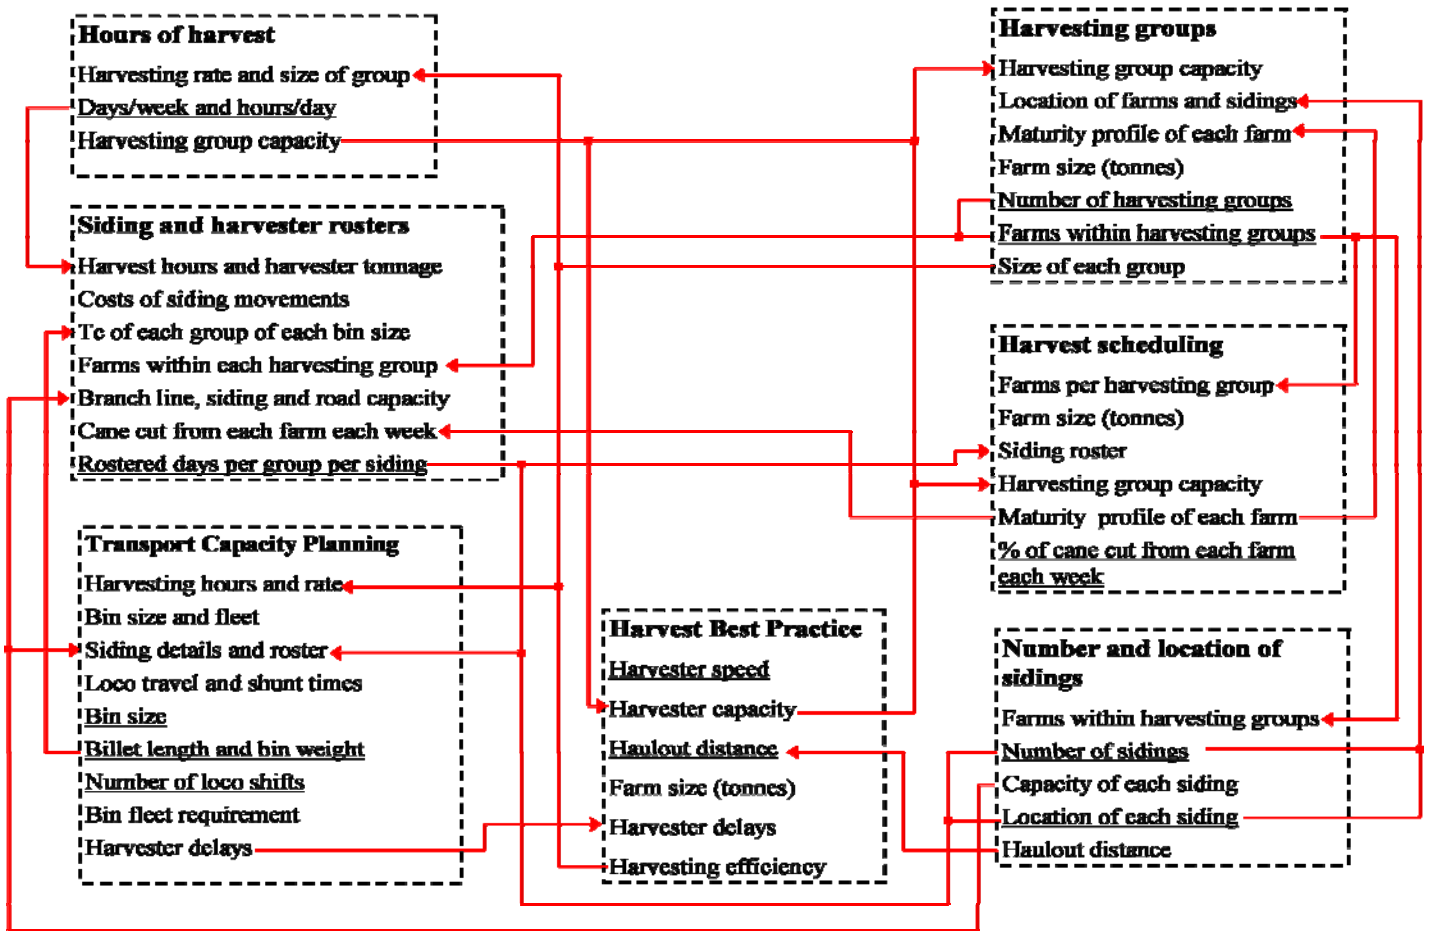 Hours of harvest
Harvesting rate and size of group
Days/week and hours/day
Harvesting group capacity
Siding and harvester rosters
Harvest hours and harvester tonnage
Costs of siding movements
Tc of each group of each bin size
Farms within each harvesting group
Branch line, siding and road capacity
Cane cut from each farm each week
Rostered days per group per siding
Transport Capacity Planning
Harvesting hours and rate
Bin size and fleet
Siding details and roster
Loco travel and shunt times
Bin size
Billet length and bin weight
Number of loco shifts
Bin fleet requirement
Harvester delays
Harvest Best Practice
Harvester speed
Harvester capacity
Haulout distance
Farm size (tonnes)
Harvester delays
Harvesting efficiency
Harvesting groups
Harvesting group capacity
Location of farms and sidings
Maturity profile of each farm
Farm size (tonnes)
Number of harvesting groups
Farms within harvesting groups
Size of each group
Harvest scheduling
Farms per harvesting group
Farm size (tonnes)
Siding roster
Harvesting group capacity
Maturity profile of each farm
% of cane cut from each farm
each week
Number and location of
sidings
Farms within harvesting groups
Number of sidings
Capacity of each siding
Location of each siding
Haulout distance